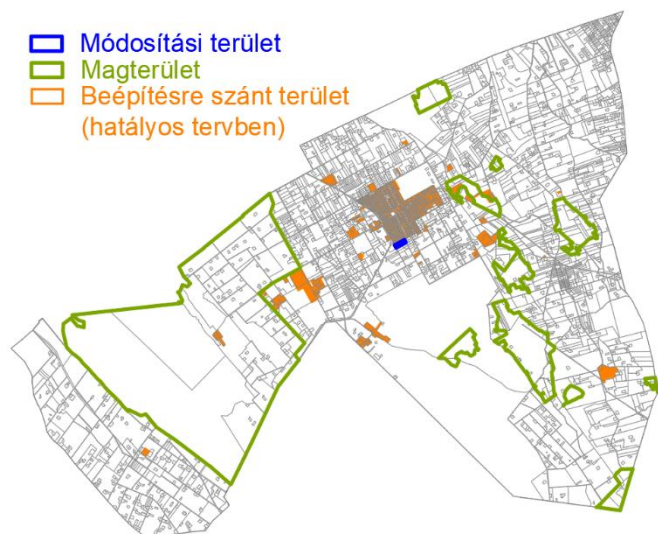 Módosítási terület
Magterület
Beépítésre szánt terület
(hatályos tervben)